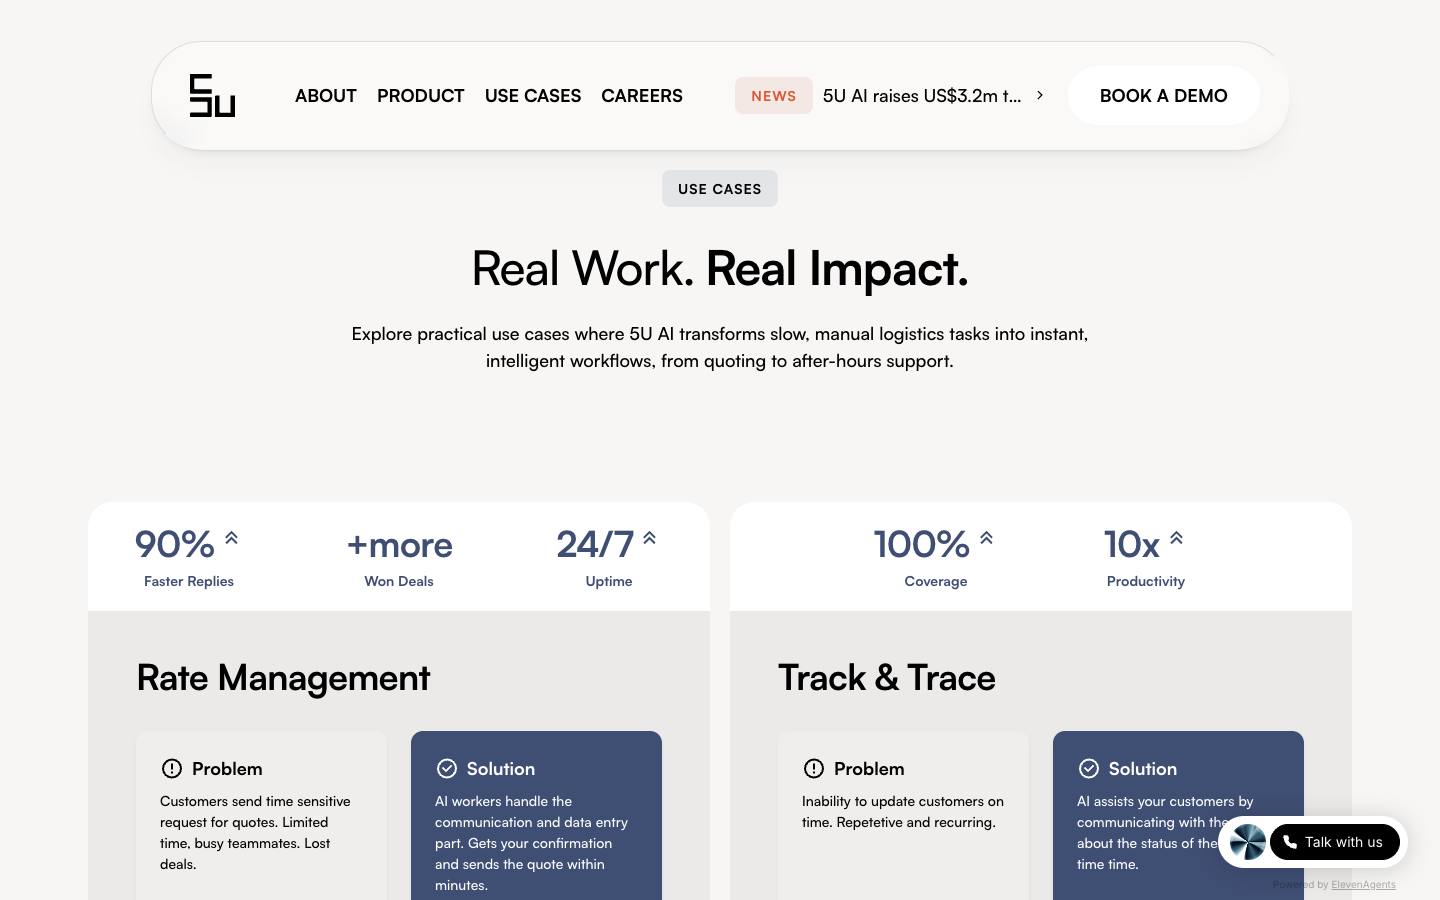 5u
ABOUT PRODUCT USE CASES CAREERS NEWS 5U AI raises US$3.2m t... BOOK A DEMO
USE CASES
Real Work. Real Impact.
Explore practical use cases where 5U AI transforms slow, manual logistics tasks into instant,
intelligent workflows, from quoting to after-hours support.
90% +more 24/7
Faster Replies Won Deals Uptime
100% 10x
Coverage Productivity
Rate Management
Problem
Customers send time sensitive
request for quotes. Limited
time, busy teammates. Lost
deals.
Solution
AI workers handle the
communication and data entry
part. Gets your confirmation
and sends the quote within
minutes.
Track & Trace
Problem
Inability to update customers on
time. Repetetive and recurring.
Solution
AI assists your customers by
communicating with the
about the status of the
time time.
Talk with us
Powered by ElevenAgents